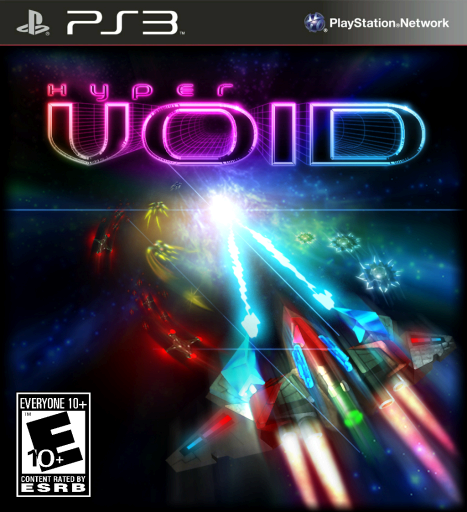 PS3
PlayStation®Network
Hyper
VOID
EVERYONE 10+
E
10+
CONTENT RATED BY
ESRB